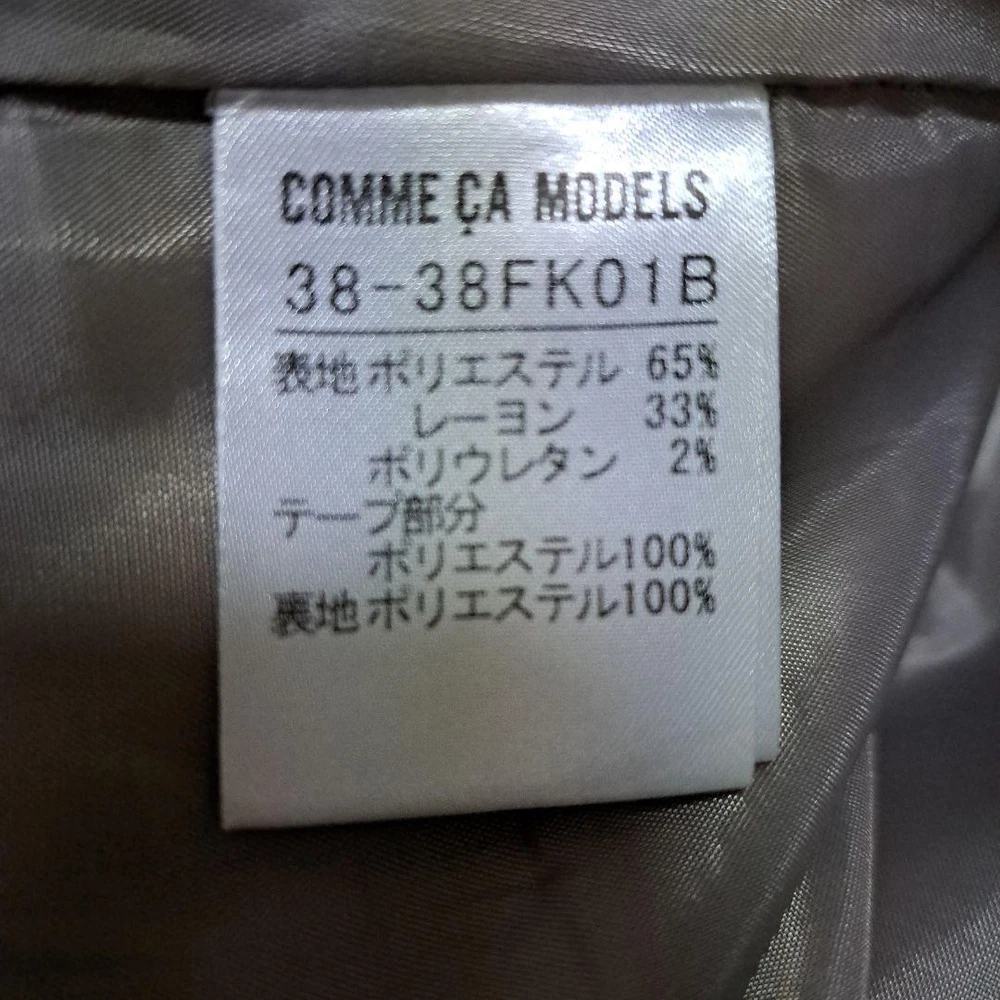 COMME ÇA MODELS
38-38FK01B
表地ポリエステル 65%
レーヨン 33%
ポリウレタン 2%
テープ部分
ポリエステル100%
裏地ポリエステル100%